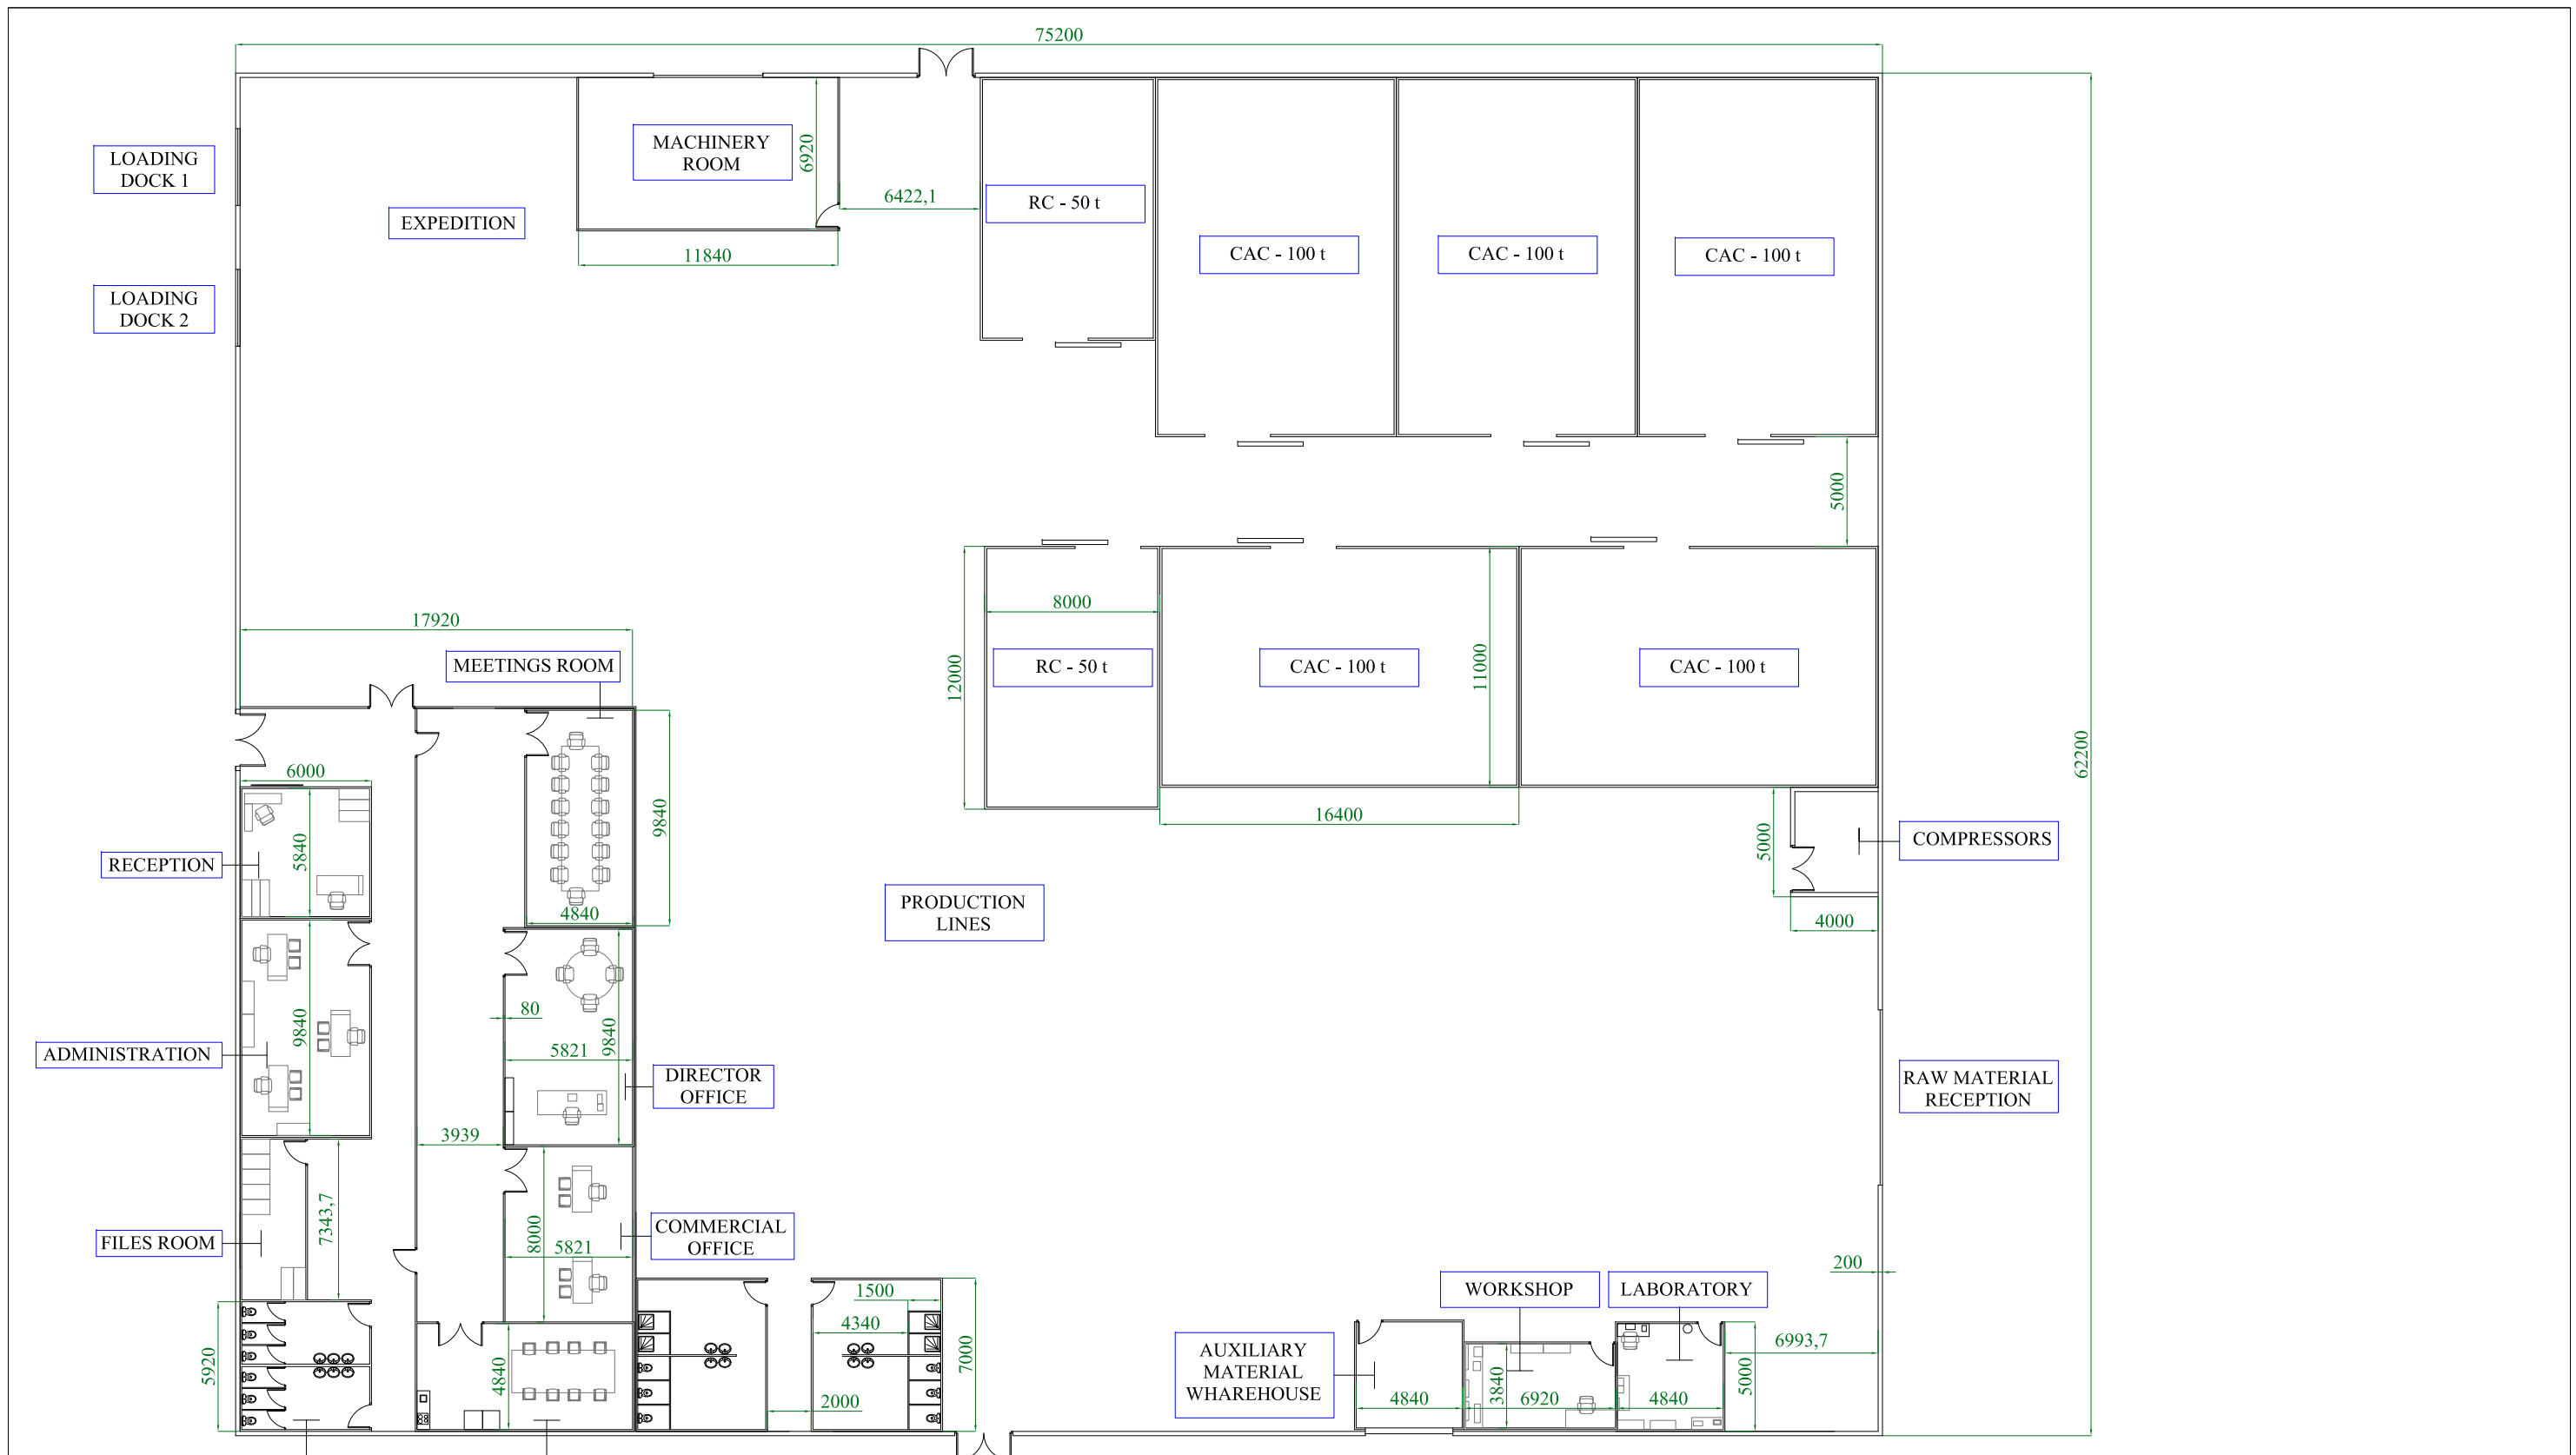 75200
LOADING
DOCK 1
MACHINERY
ROOM
6920
6422,1
RC - 50 t
EXPEDITION
11840
CAC - 100 t
CAC - 100 t
CAC - 100 t
LOADING
DOCK 2
5000
17920
8000
12000
RC - 50 t
CAC - 100 t
11000
CAC - 100 t
MEETINGS ROOM
62200
6000
9840
16400
5000
COMPRESSORS
RECEPTION
5840
4840
PRODUCTION
LINES
4000
80
9840
9840
5821
ADMINISTRATION
DIRECTOR
OFFICE
RAW MATERIAL
RECEPTION
3939
7343,7
8000
FILES ROOM
COMMERCIAL
OFFICE
5821
200
1500
WORKSHOP
LABORATORY
4340
7000
5920
4840
AUXILIARY
MATERIAL
WHAREHOUSE
6993,7
3840
5000
2000
4840
6920
4840